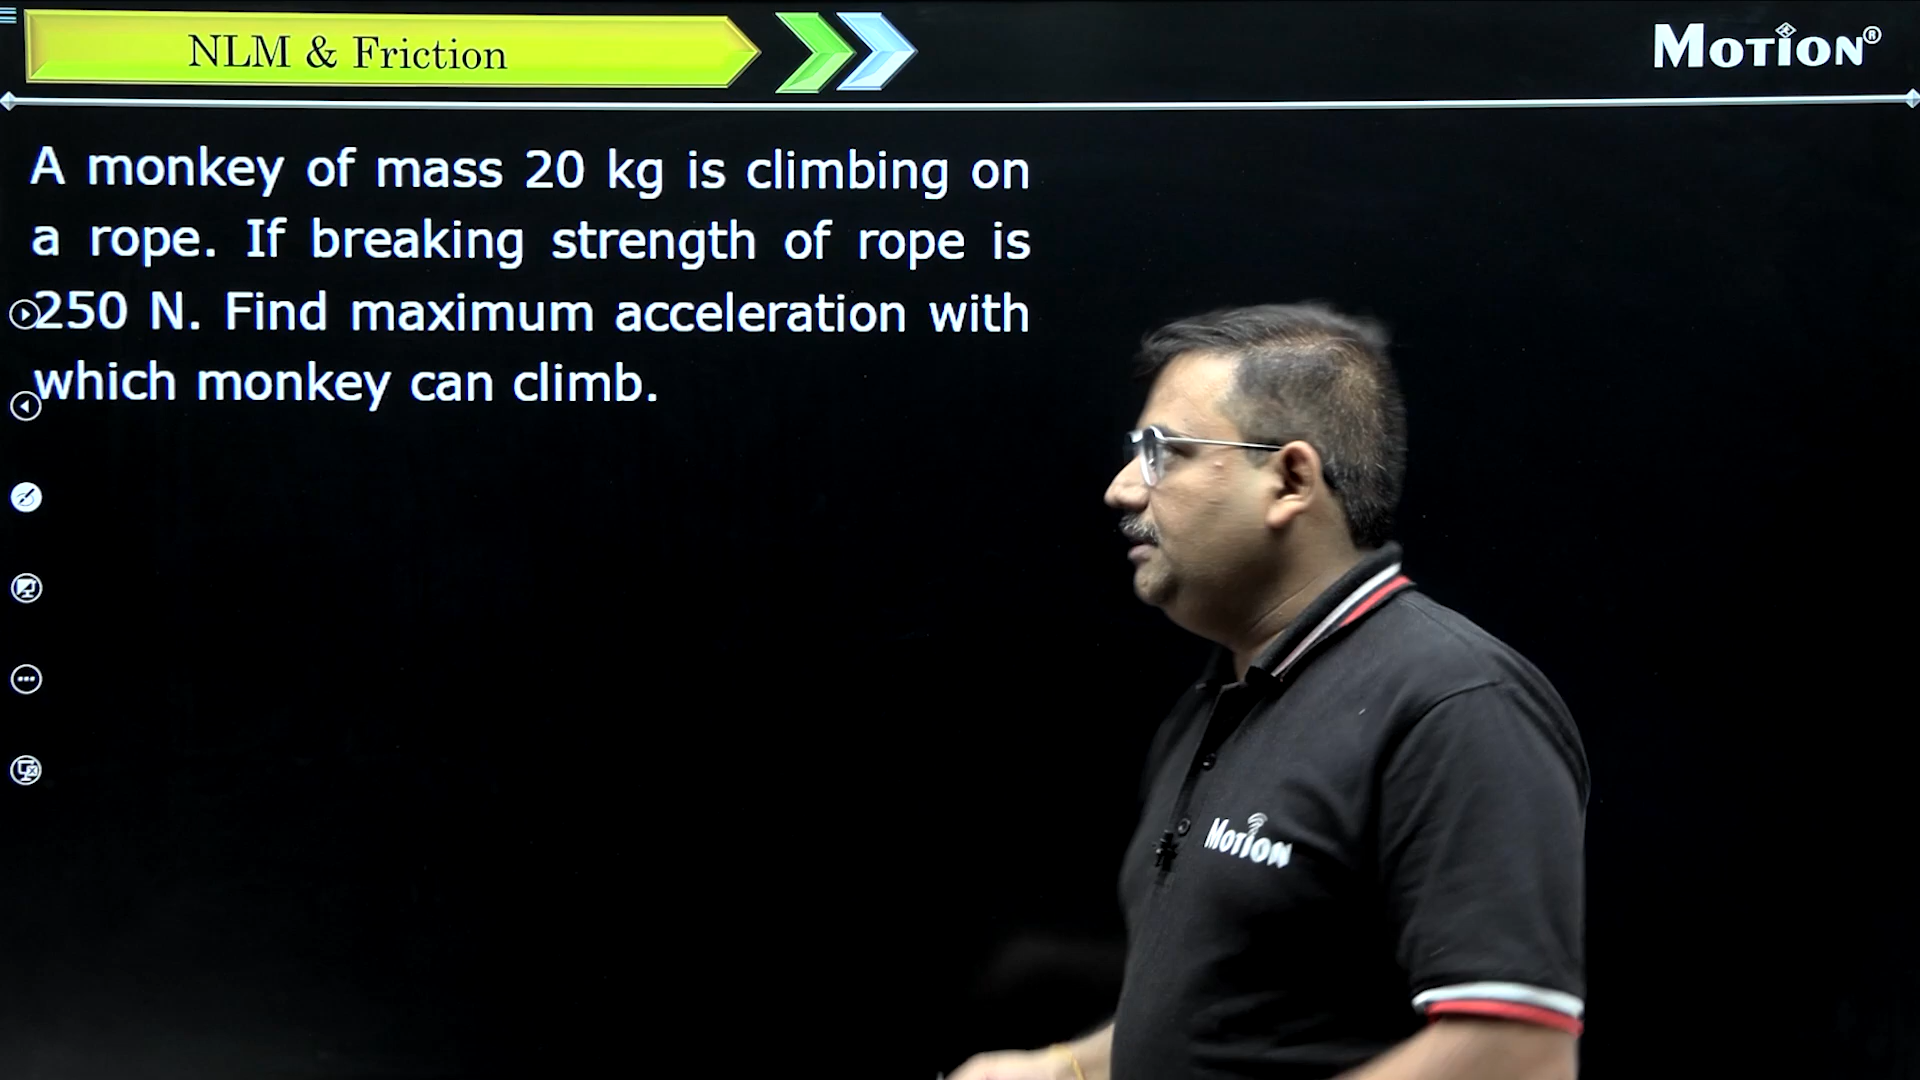 NLM & Friction
MOTION®
A monkey of mass 20 kg is climbing on
a rope. If breaking strength of rope is
250 N. Find maximum acceleration with
which monkey can climb.
MOTION